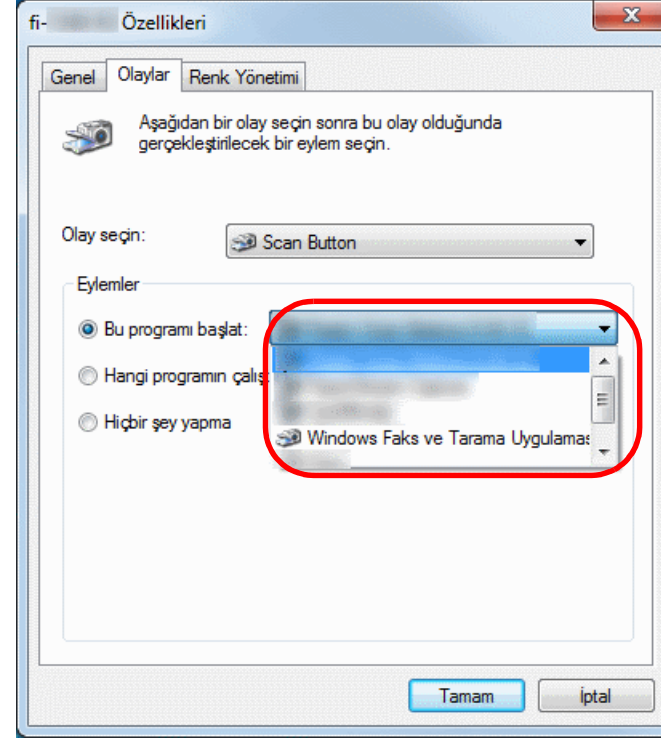 fi- Özellikleri
Genel Olaylar Renk Yönetimi
Aşağıdan bir olay seçin sonra bu olay olduğunda
gerçekleştirilecek bir eylem seçin.
Olay seçin: Scan Button
Eylemler
Bu programı başlat:
Hangi programın
Windows Faks ve Tarama Uygulamas
Hiçbir şey yapma
Tamam İptal